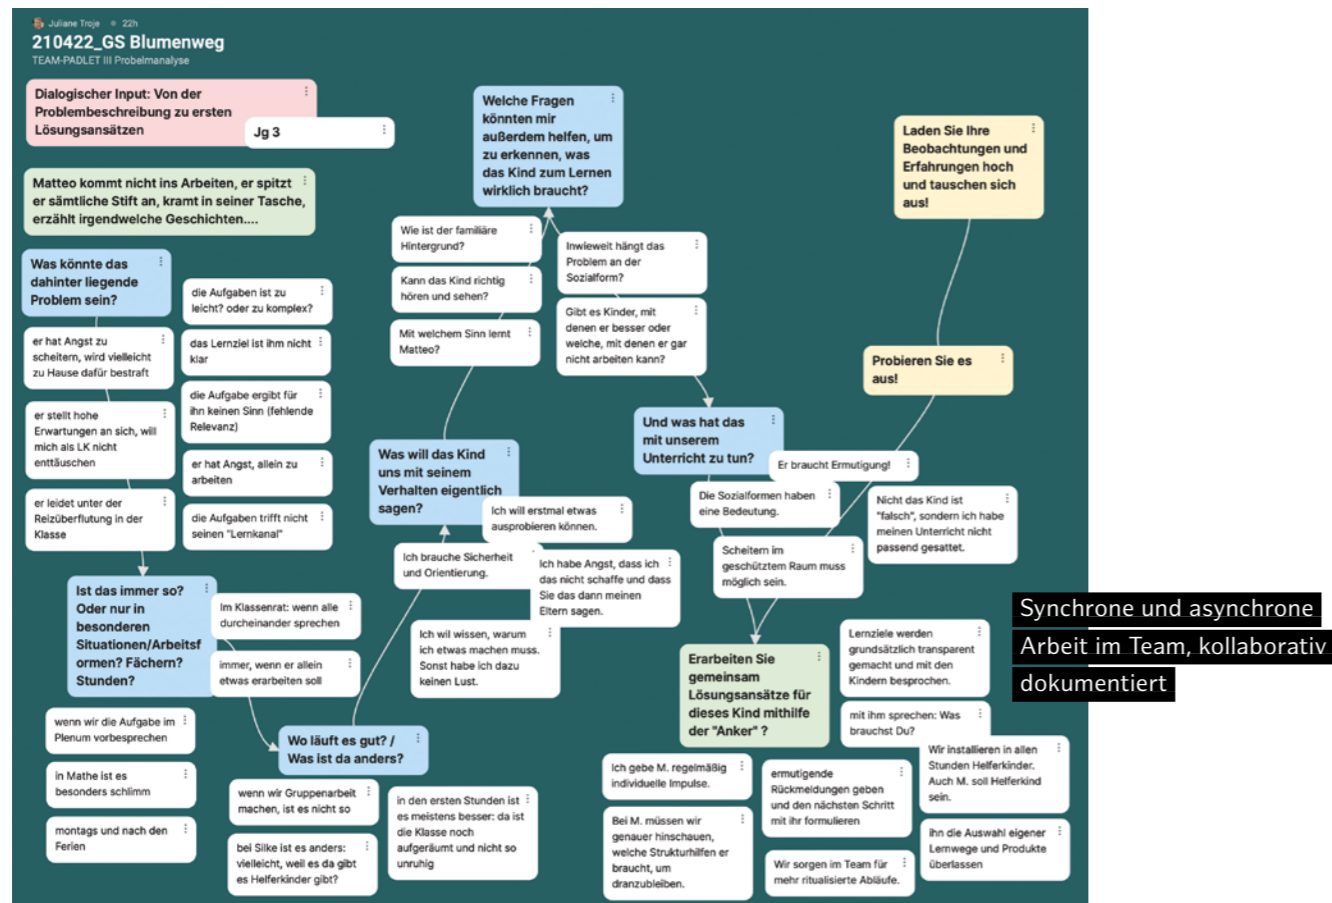 Juliane Troje 22h
210422_GS Blumenweg
TEAM-PADLET III Probelmanalyse
Dialogischer Input: Von der
Problembeschreibung zu ersten
Lösungsansätzen
Jg 3
Matteo kommt nicht ins Arbeiten, er spitzt
er sämtliche Stift an, kramt in seiner Tasche,
erzählt irgendwelche Geschichten....
Was könnte das
dahinter liegende
Problem sein?
er hat Angst zu
scheitern, wird vielleicht
zu Hause dafür bestraft
er stellt hohe
Erwartungen an sich, will
mich als LK nicht
enttäuschen
er leidet unter der
Reizüberflutung in der
Klasse
die Aufgaben ist zu
leicht? oder zu komplex?
das Lernziel ist ihm nicht
klar
die Aufgabe ergibt für
ihn keinen Sinn (fehlende
Relevanz)
er hat Angst, allein zu
arbeiten
die Aufgaben trifft nicht
seinen "Lernkanal"
Ist das immer so?
Oder nur in
besonderen
Situationen/Arbeitsf
ormen? Fächern?
Stunden?
Im Klassenrat: wenn alle
durcheinander sprechen
immer, wenn er allein
etwas erarbeiten soll
wenn wir die Aufgabe im
Plenum vorbesprechen
in Mathe ist es
besonders schlimm
montags und nach den
Ferien
Wo läuft es gut? /
Was ist da anders?
wenn wir Gruppenarbeit
machen, ist es nicht so
bei Silke ist es anders:
vielleicht, weil es da gibt
es Helferkinder gibt?
in den ersten Stunden ist
es meistens besser: da ist
die Klasse noch
aufgeräumt und nicht so
unruhig
Was will das Kind
uns mit seinem
Verhalten eigentlich
sagen?
Ich will erstmal etwas
ausprobieren können.
Ich brauche Sicherheit
und Orientierung.
Ich habe Angst, dass ich
das nicht schaffe und dass
Sie das dann meinen
Eltern sagen.
Ich wil wissen, warum
ich etwas machen muss.
Sonst habe ich dazu
keinen Lust.
Welche Fragen
könnten mir
außerdem helfen, um
zu erkennen, was
das Kind zum Lernen
wirklich braucht?
Wie ist der familiäre
Hintergrund?
Kann das Kind richtig
hören und sehen?
Mit welchem Sinn lernt
Matteo?
Inwieweit hängt das
Problem an der
Sozialform?
Gibt es Kinder, mit
denen er besser oder
welche, mit denen er gar
nicht arbeiten kann?
Und was hat das
mit unserem
Unterricht zu tun?
Er braucht Ermutigung!
Die Sozialformen haben
eine Bedeutung.
Nicht das Kind ist
"falsch", sondern ich habe
meinen Unterricht nicht
passend gesattet.
Scheitern im
geschütztem Raum muss
möglich sein.
Erarbeiten Sie
gemeinsam
Lösungsansätze für
dieses Kind mithilfe
der "Anker" ?
Lernziele werden
grundsätzlich transparent
gemacht und mit den
Kindern besprochen.
mit ihm sprechen: Was
brauchst Du?
Wir installieren in allen
Stunden Helferkinder.
Auch M. soll Helferkind
sein.
Ich gebe M. regelmäßig
individuelle Impulse.
ermutigende
Rückmeldungen geben
und den nächsten Schritt
mit ihr formulieren
Bei M. müssen wir
genauer hinschauen,
welche Strukturhilfen er
braucht, um
dranzubleiben.
Wir sorgen im Team für
mehr ritualisierte Abläufe.
ihn die Auswahl eigener
Lernwege und Produkte
überlassen
Probieren Sie es
aus!
Laden Sie Ihre
Beobachtungen und
Erfahrungen hoch
und tauschen sich
aus!
Synchrone und asynchrone
Arbeit im Team, kollaborativ
dokumentiert